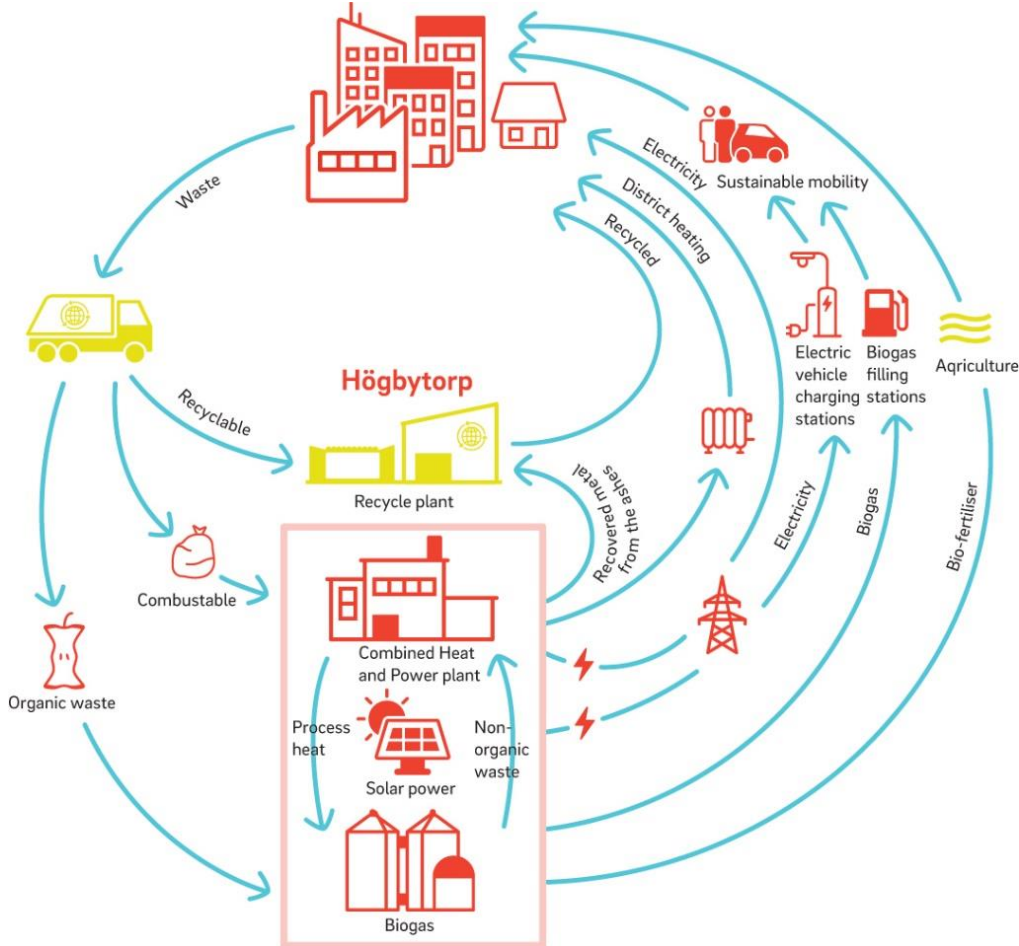 Waste
Electricity
District heating
Recycled
Sustainable mobility
Electric
vehicle
charging
stations
Biogas
filling
stations
Aqriculture
Högbytorp
Recyclable
Recycle plant
Recovered metal
from the ashes
Electricity
Biogas
Bio-fertiliser
Combustable
Organic waste
Combined Heat
and Power plant
Process
heat
Non-
organic
waste
Solar power
Biogas